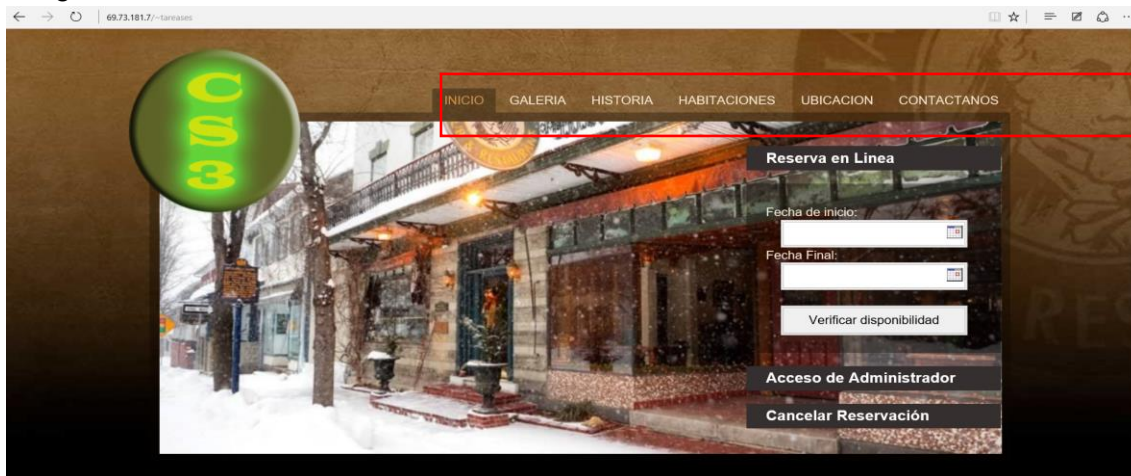 69.73.181.7/~tareases
CS3
INICIO GALERIA HISTORIA HABITACIONES UBICACION CONTACTANOS
Reserva en Linea
Fecha de inicio:
Fecha Final:
Verificar disponibilidad
Acceso de Administrador
Cancelar Reservación